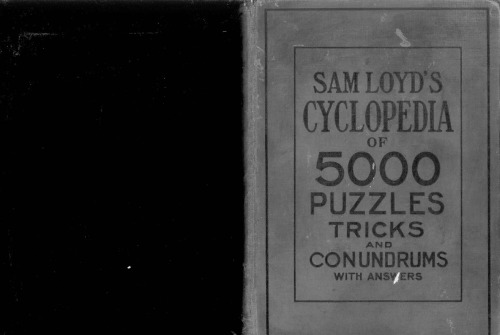 SAM LOYD'S
CYCLOPEDIA
OF
5000
PUZZLES
TRICKS
AND
CONUNDRUMS
WITH ANSWERS